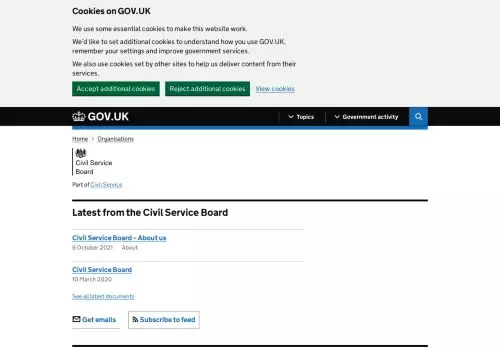 Cookies on GOV.UK
We use some essential cookies to make this website work.
We'd like to set additional cookies to understand how you use GOV.UK,
remember your settings and improve government services.
We also use cookies set by other sites to help us deliver content from their
services.
Accept additional cookies Reject additional cookies View cookies
GOV.UK Topics Government activity
Home Organisations
Civil Service
Board
Part of Civil Service
Latest from the Civil Service Board
Civil Service Board – About us
6 October 2021 About
Civil Service Board
10 March 2020
See all latest documents
Get emails Subscribe to feed